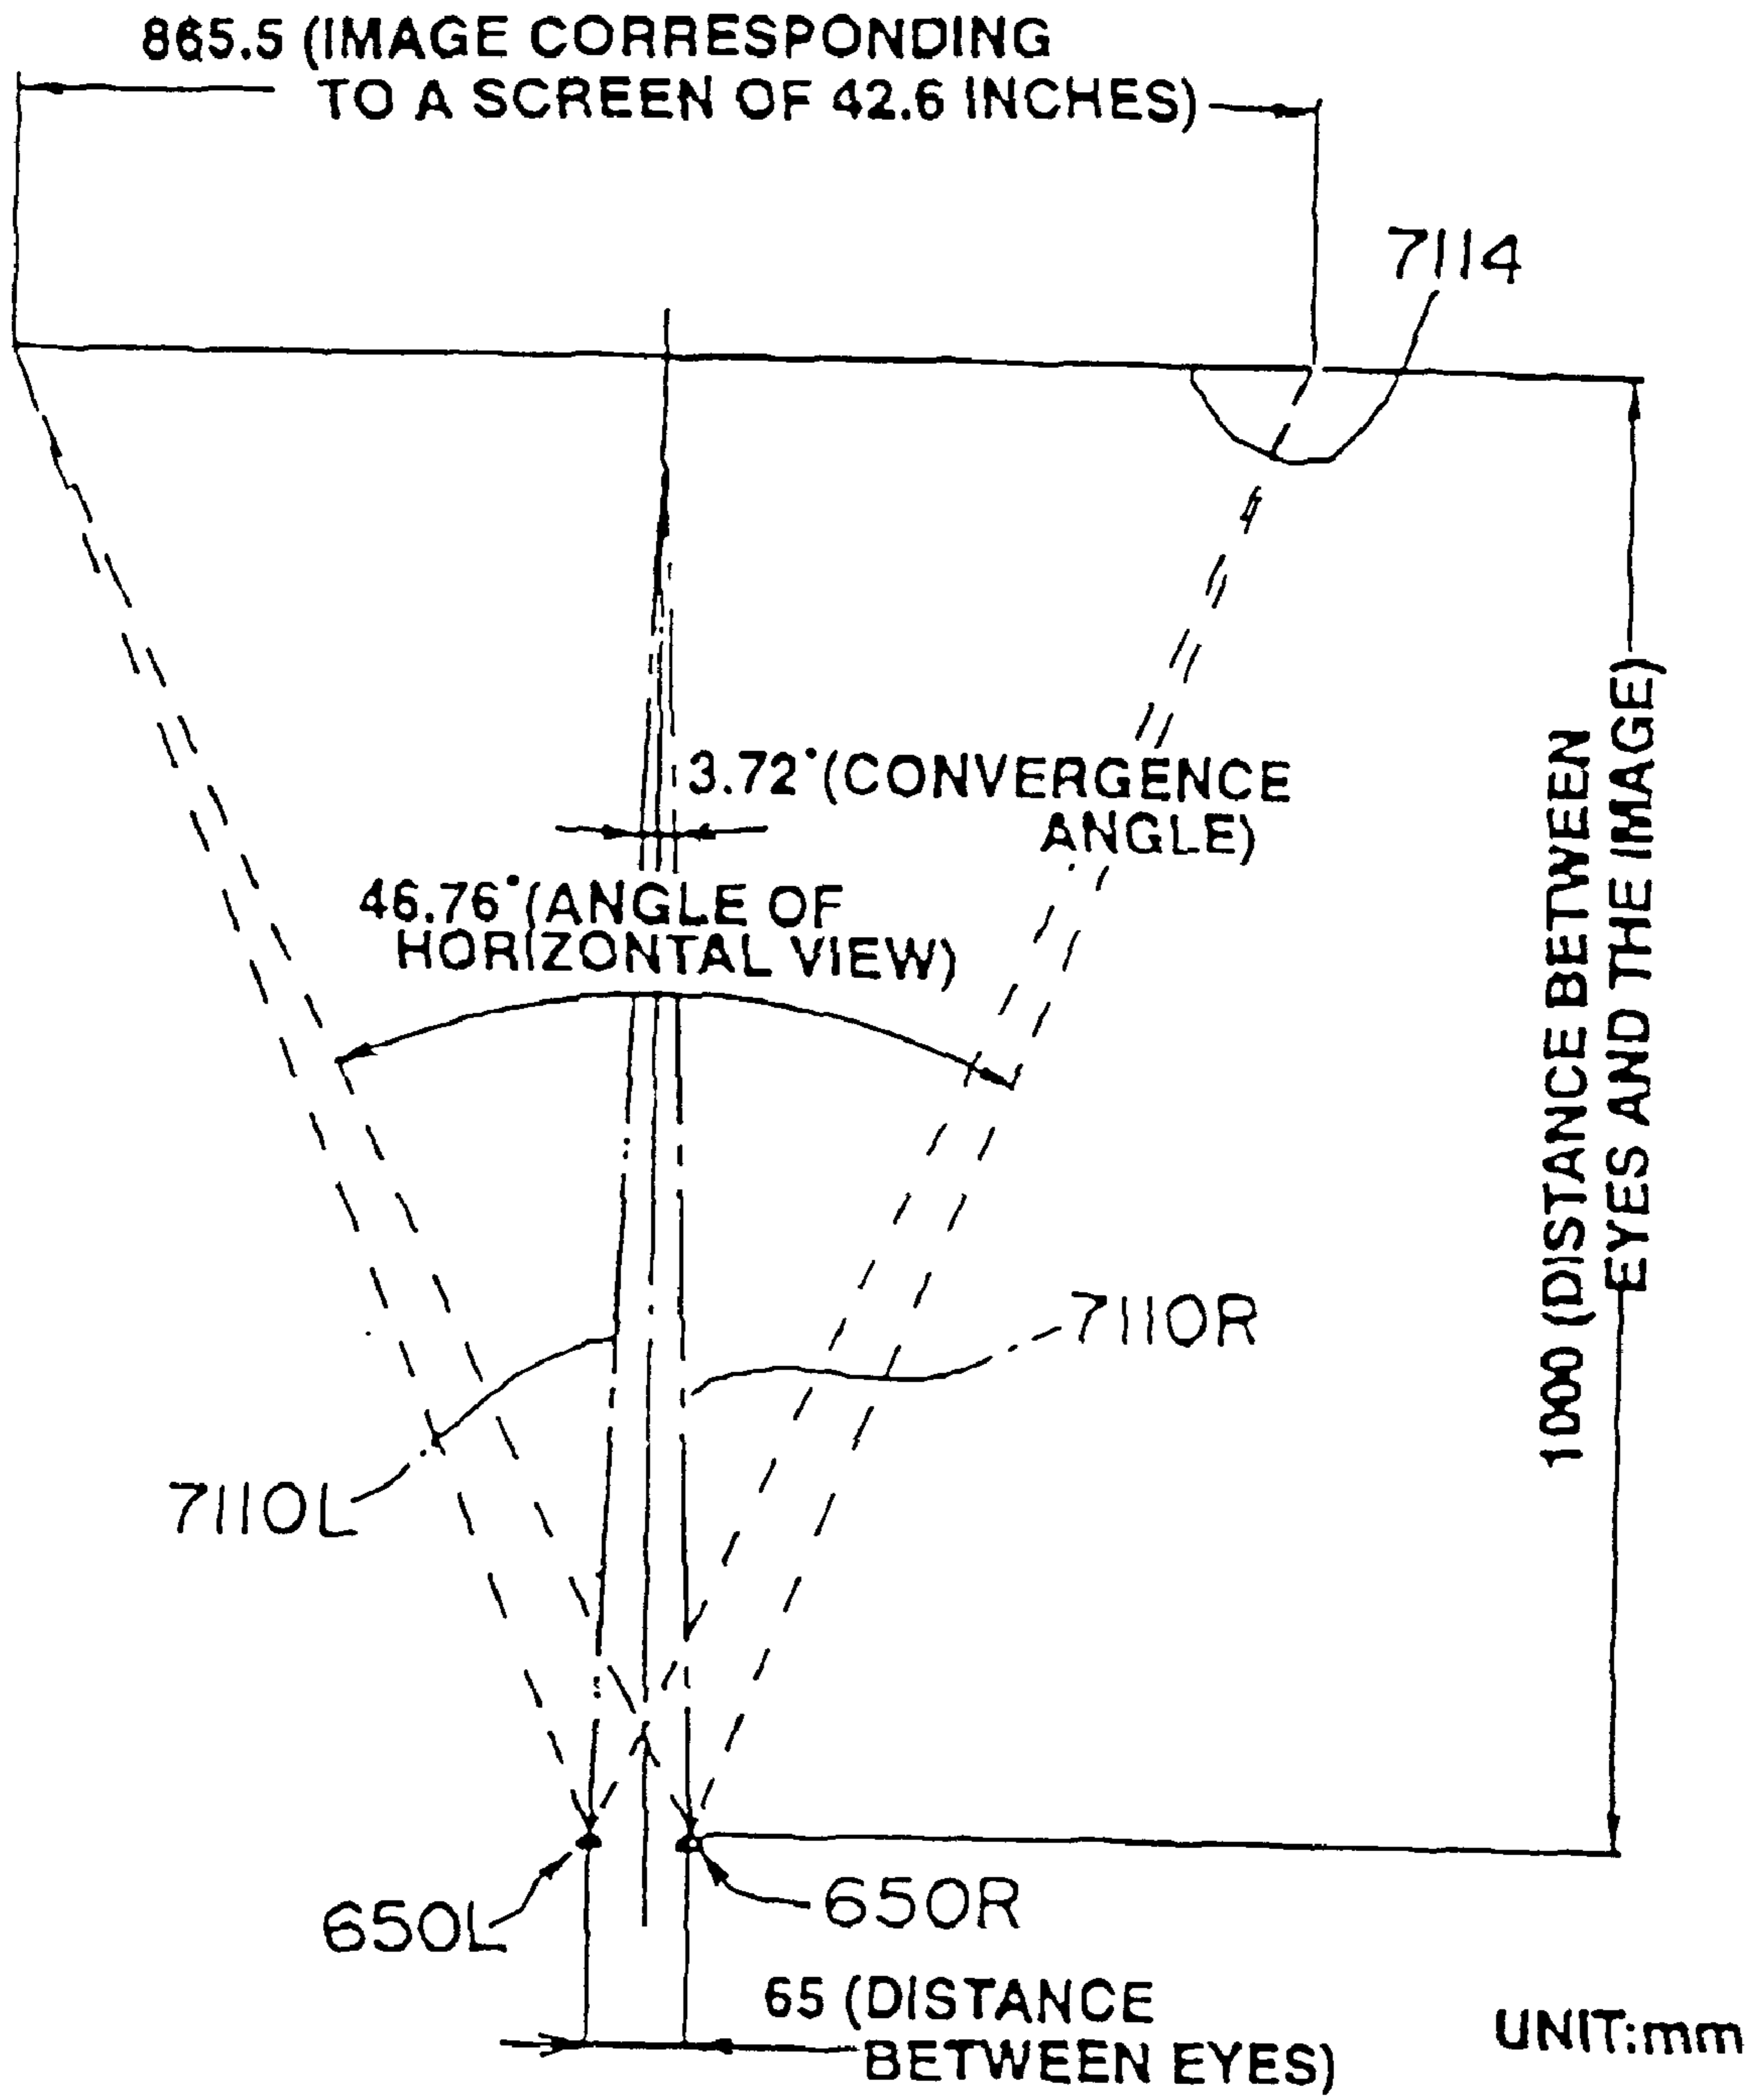 865.5 (IMAGE CORRESPONDING
TO A SCREEN OF 42.6 INCHES)
7114
3.72°(CONVERGENCE
ANGLE)
46.76°(ANGLE OF
HORIZONTAL VIEW)
1000 (DISTANCE BETWEEN
EYES AND THE IMAGE)
7110R
7110L
650L
650R
65 (DISTANCE
BETWEEN EYES)
UNIT:mm